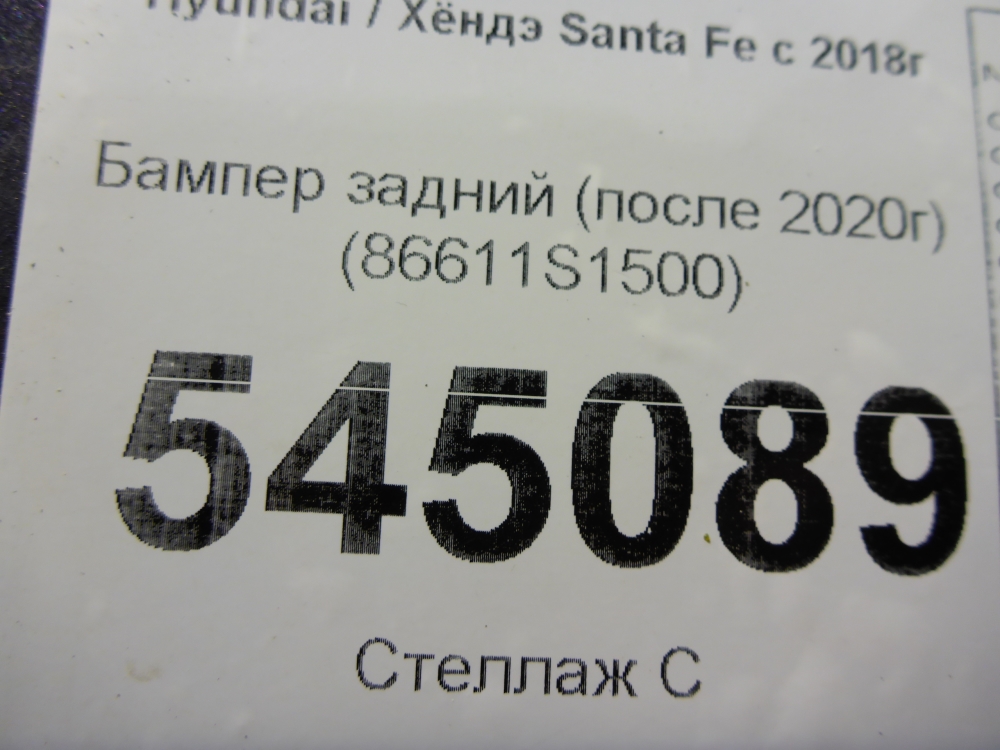 Hyundai / Хёндэ Santa Fe с 2018г
Бампер задний (после 2020г)
(86611S1500)
545089
Стеллаж С